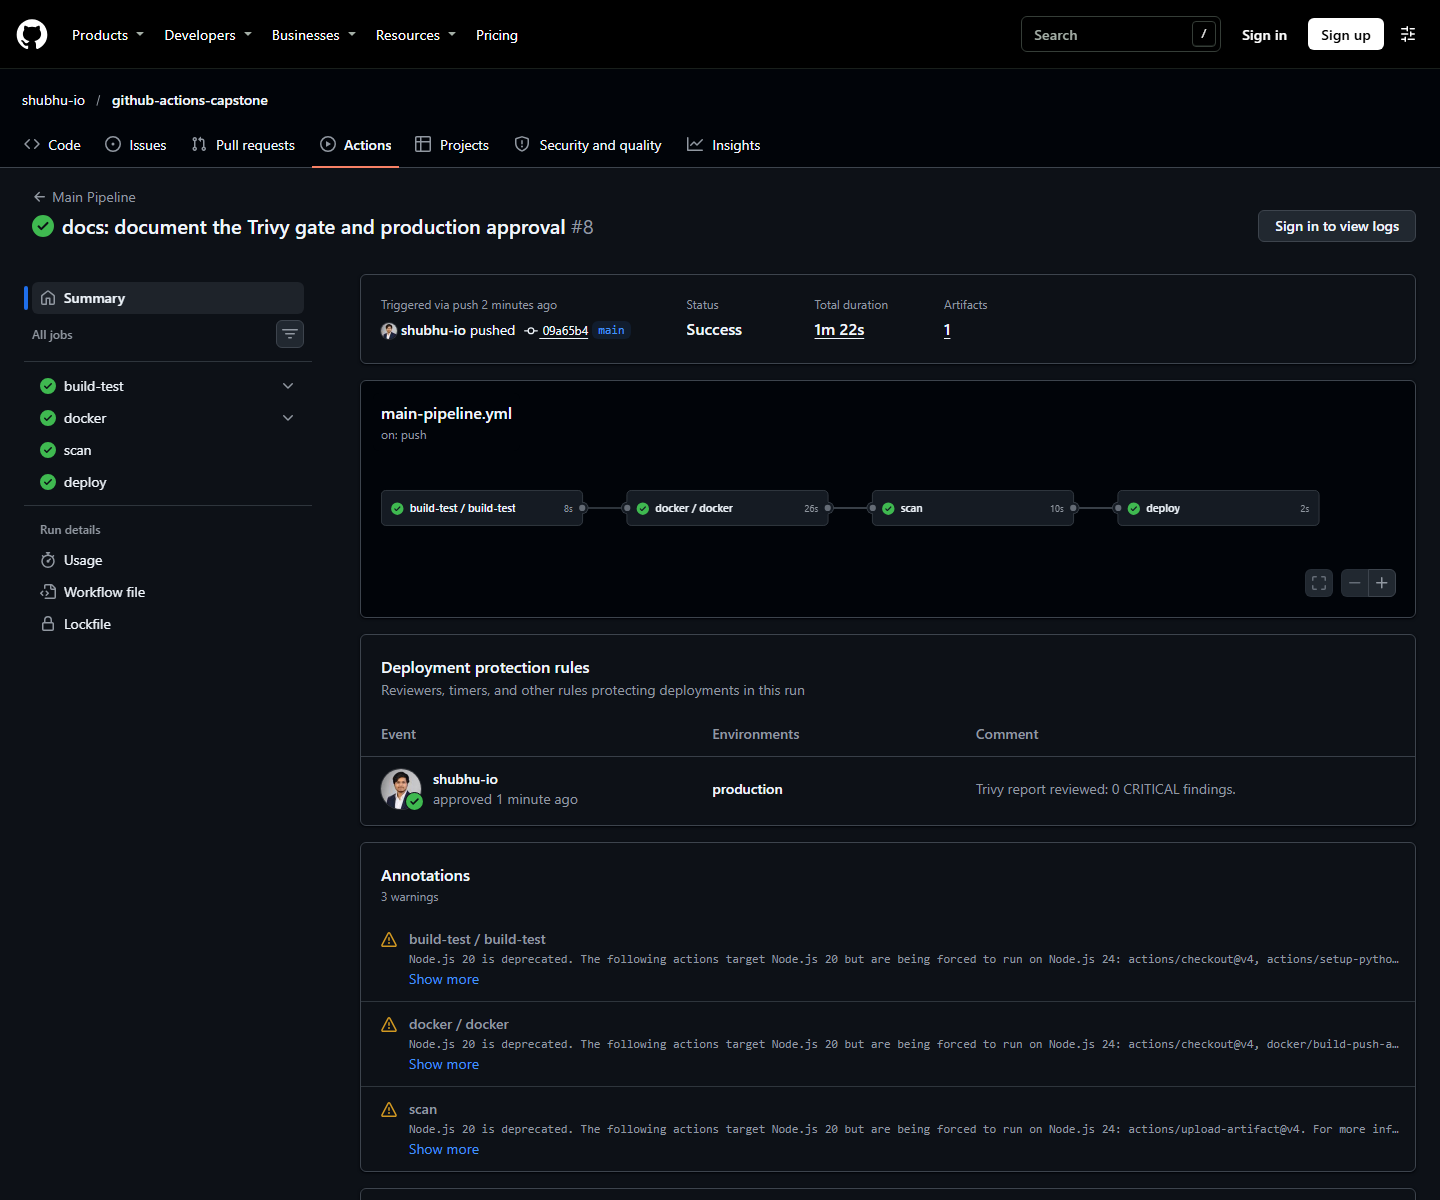 Products Developers Businesses Resources Pricing Search / Sign in Sign up
shubhu-io / github-actions-capstone
Code Issues Pull requests Actions Projects Security and quality Insights
Main Pipeline
docs: document the Trivy gate and production approval #8
Sign in to view logs
Summary
All jobs
build-test
docker
scan
deploy
Run details
Usage
Workflow file
Lockfile
Triggered via push 2 minutes ago
shubhu-io pushed 09a65b4 main
Status
Success
Total duration
1m 22s
Artifacts
1
main-pipeline.yml
on: push
build-test / build-test 8s
docker / docker 26s
scan 10s
deploy 2s
Deployment protection rules
Reviewers, timers, and other rules protecting deployments in this run
Event Environments Comment
shubhu-io
approved 1 minute ago
production
Trivy report reviewed: 0 CRITICAL findings.
Annotations
3 warnings
build-test / build-test
Node.js 20 is deprecated. The following actions target Node.js 20 but are being forced to run on Node.js 24: actions/checkout@v4, actions/setup-pytho…
Show more
docker / docker
Node.js 20 is deprecated. The following actions target Node.js 20 but are being forced to run on Node.js 24: actions/checkout@v4, docker/build-push-a…
Show more
scan
Node.js 20 is deprecated. The following actions target Node.js 20 but are being forced to run on Node.js 24: actions/upload-artifact@v4. For more inf…
Show more